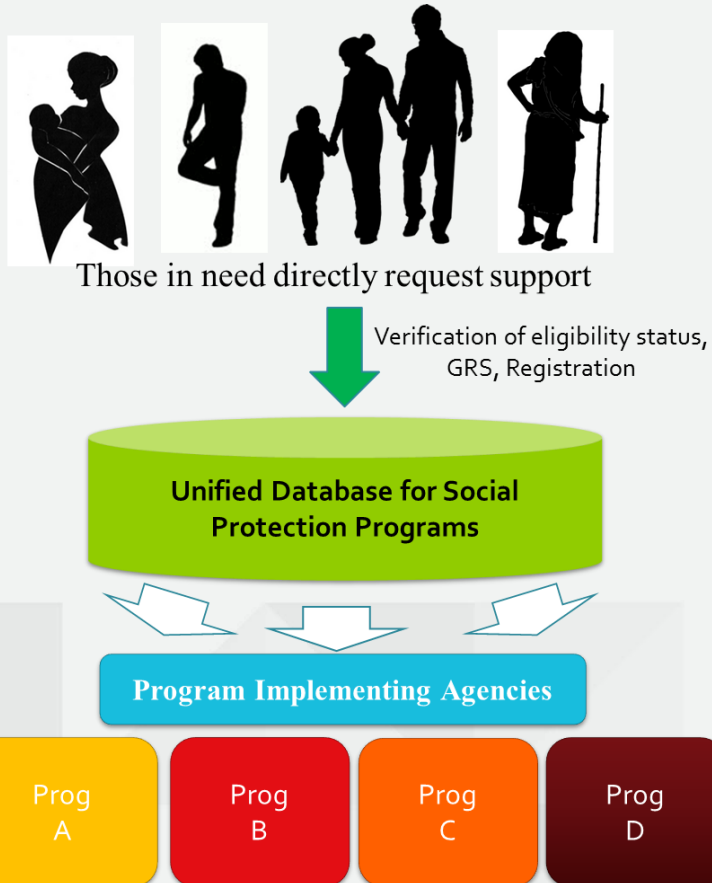 Those in need directly request support
Verification of eligibility status,
GRS, Registration
Unified Database for Social
Protection Programs
Program Implementing Agencies
Prog
A
Prog
B
Prog
C
Prog
D